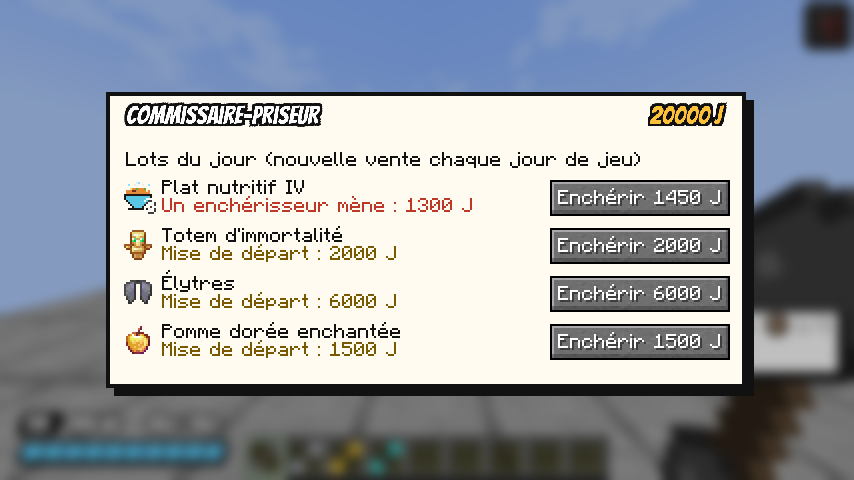 COMMISSAIRE-PRISEUR
20000 J
Lots du jour (nouvelle vente chaque jour de jeu)
Plat nutritif IV
Un enchérisseur mène : 1300 J
Enchérir 1450 J
Totem d'immortalité
Mise de départ : 2000 J
Enchérir 2000 J
Élytres
Mise de départ : 6000 J
Enchérir 6000 J
Pomme dorée enchantée
Mise de départ : 1500 J
Enchérir 1500 J